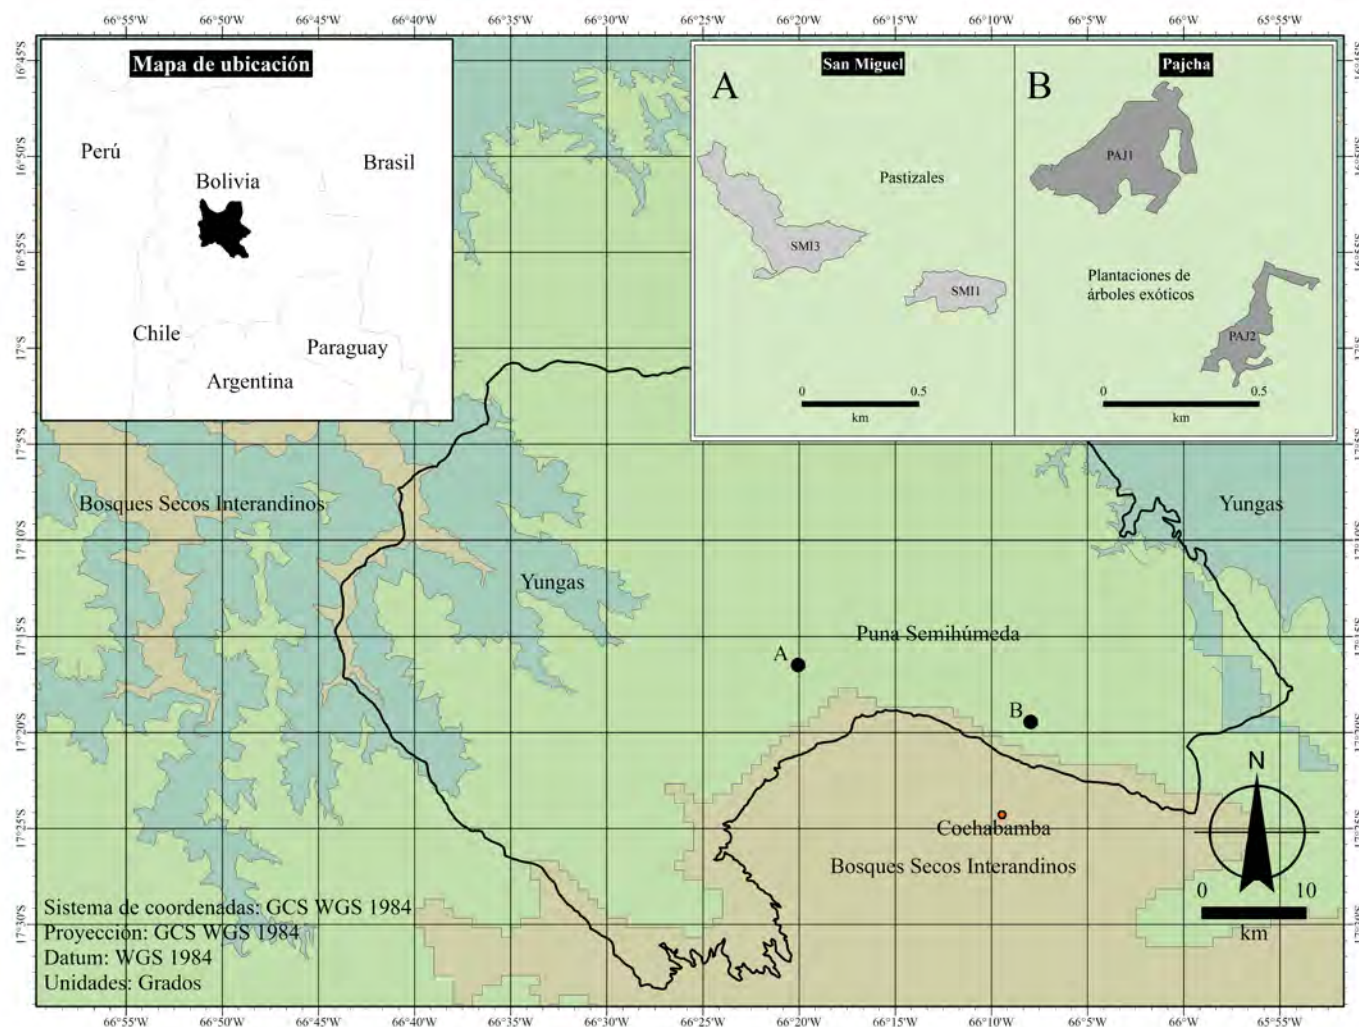 66°55'W 66°50'W 66°45'W 66°40'W 66°35'W 66°30'W 66°25'W 66°20'W 66°15'W 66°10'W 66°5'W 66°W 65°55'W
16°45'S
16°50'S
16°55'S
17°S
17°5'S
17°10'S
17°15'S
17°20'S
17°25'S
17°30'S
Mapa de ubicación
Perú
Brasil
Bolivia
Chile
Paraguay
Argentina
A
San Miguel
Pastizales
SMI3
SMI1
0 0.5
km
B
Pajcha
PAJ1
Plantaciones de
árboles exóticos
PAJ2
0 0.5
km
Bosques Secos Interandinos
Yungas
Yungas
Puna Semihúmeda
A
B
Cochabamba
Bosques Secos Interandinos
N
0 10
km
Sistema de coordenadas: GCS WGS 1984
Proyección: GCS WGS 1984
Datum: WGS 1984
Unidades: Grados
66°55'W 66°50'W 66°45'W 66°40'W 66°35'W 66°30'W 66°25'W 66°20'W 66°15'W 66°10'W 66°5'W 66°W 65°55'W